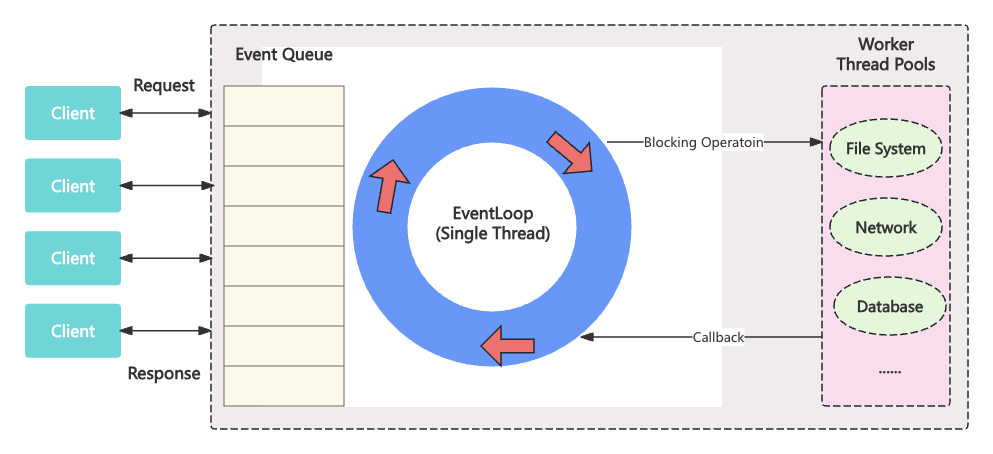 Event Queue
Worker
Thread Pools
Request
Client
Client
Client
Client
Response
EventLoop
(Single Thread)
Blocking Operatoin
Callback
File System
Network
Database
......